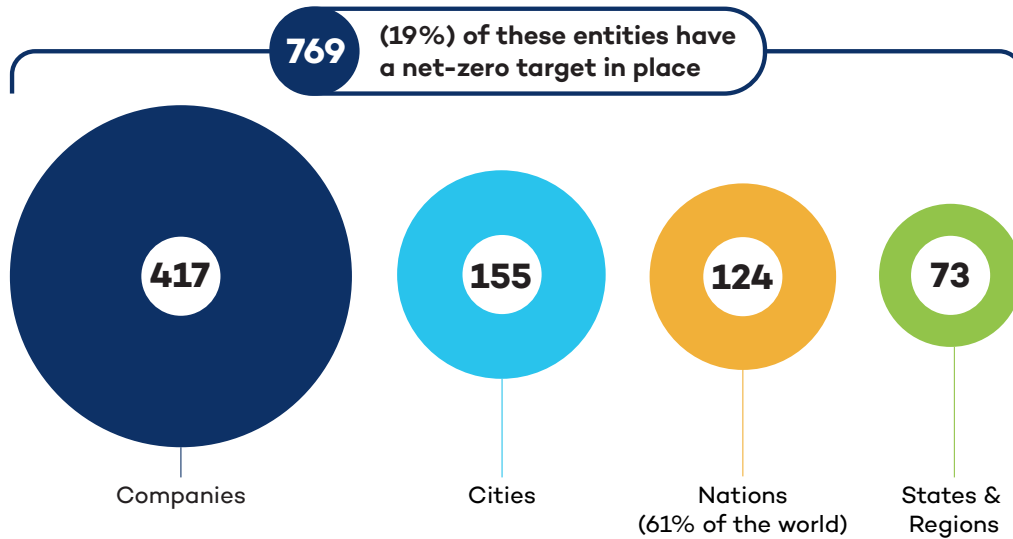 769
(19%) of these entities have
a net-zero target in place
417
155
124
73
Companies
Cities
Nations
(61% of the world)
States &
Regions